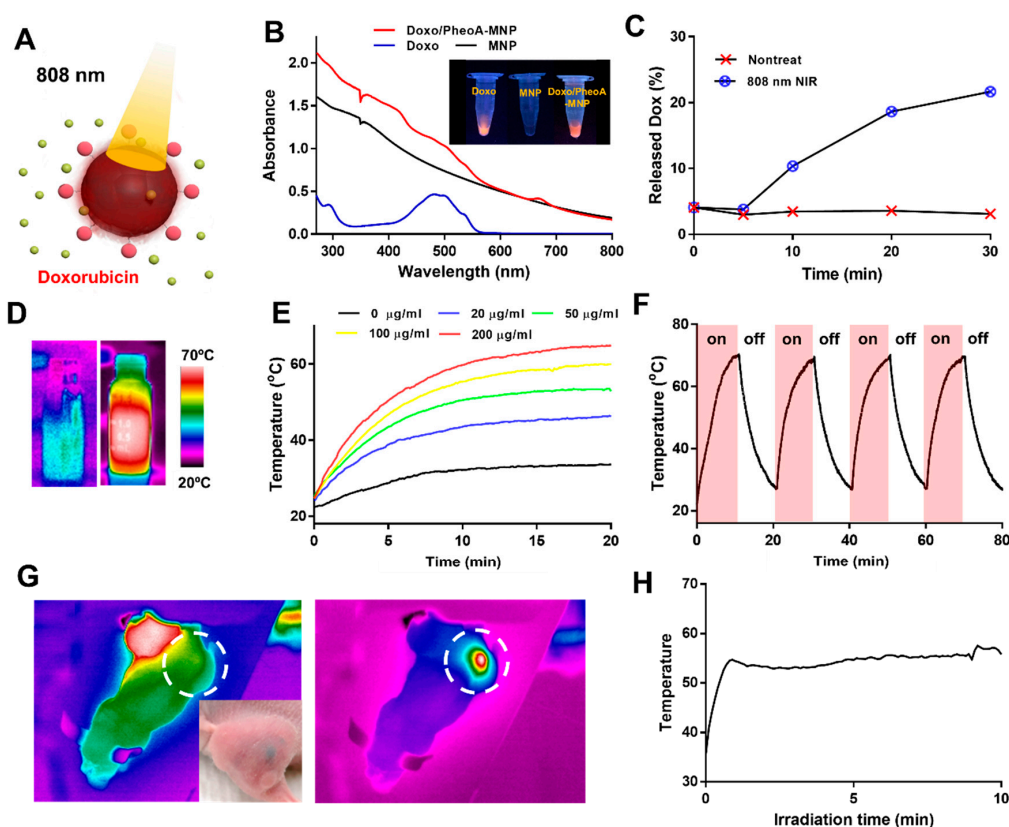 A
808 nm
Doxorubicin
B
Doxo/PheoA-MNP
Doxo MNP
Doxo MNP Doxo/PheoA
-MNP
2.0
1.5
1.0
0.5
0.0
Absorbance
300 400 500 600 700 800
Wavelength (nm)
C
Nontreat
808 nm NIR
30
20
10
0
Released Dox (%)
0 10 20 30
Time (min)
D
70ºC
20ºC
E
0 µg/ml 20 µg/ml 50 µg/ml
100 µg/ml 200 µg/ml
60
40
20
Temperature (°C)
0 5 10 15 20
Time (min)
F
on off on off on off on off
80
60
40
20
Temperature (°C)
0 20 40 60 80
Time (min)
G
H
70
60
50
40
30
Temperature
0 5 10
Irradiation time (min)